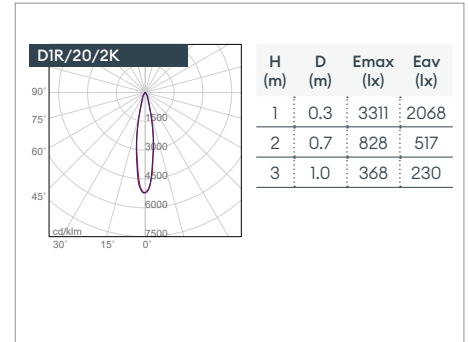 D1R/20/2K
90°
75°
60°
45°
1500
3000
4500
6000
7500
cd/klm
30° 15° 0°
H D Emax Eav
(m) (m) (lx) (lx)
1 0.3 3311 2068
2 0.7 828 517
3 1.0 368 230